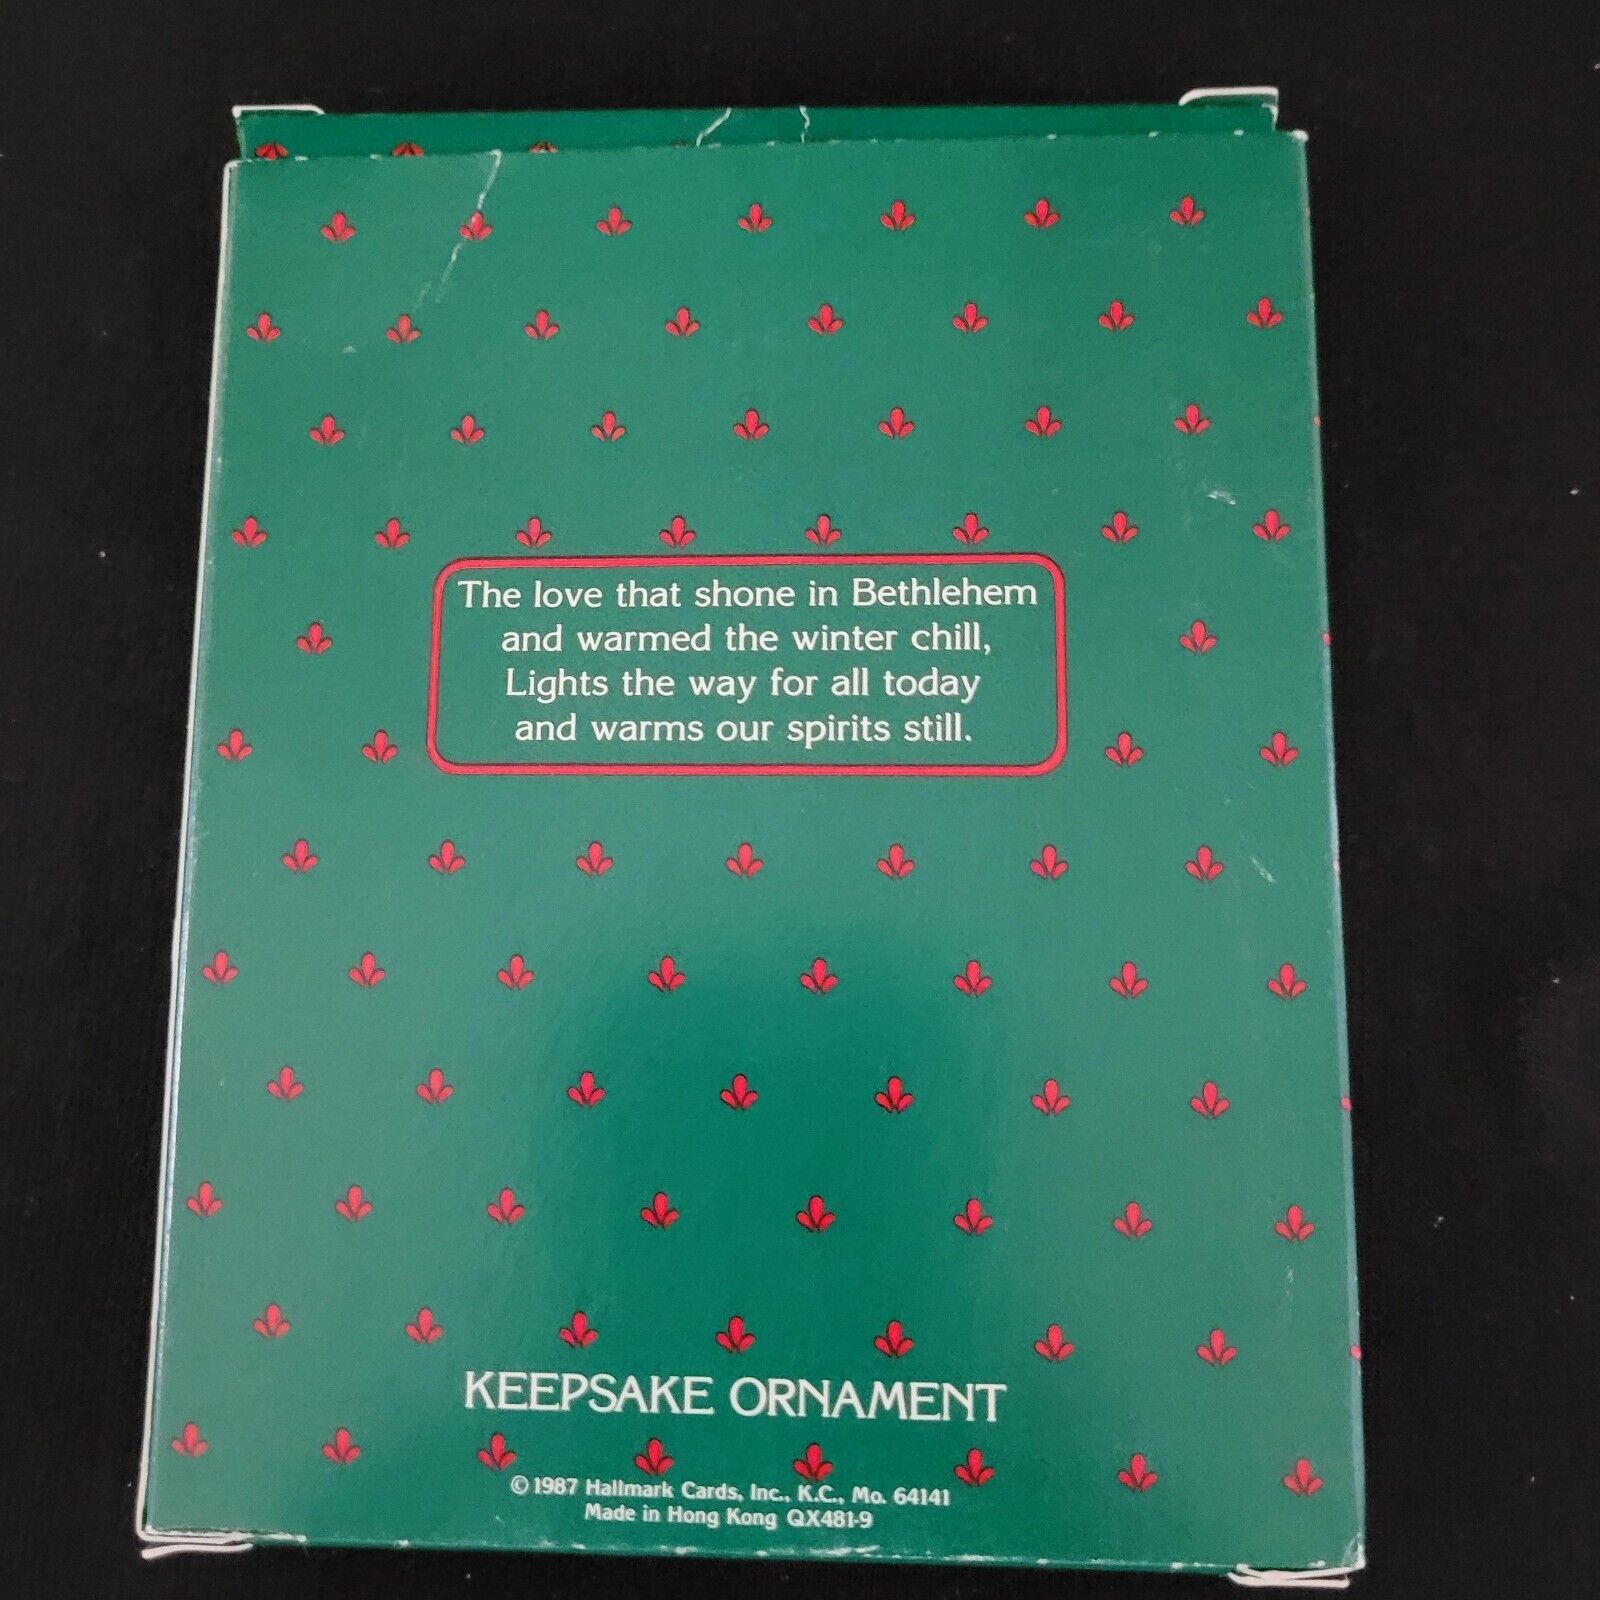 The love that shone in Bethlehem
and warmed the winter chill,
Lights the way for all today
and warms our spirits still.
KEEPSAKE ORNAMENT
© 1987 Hallmark Cards, Inc., K.C., Mo. 64141
Made in Hong Kong QX481-9